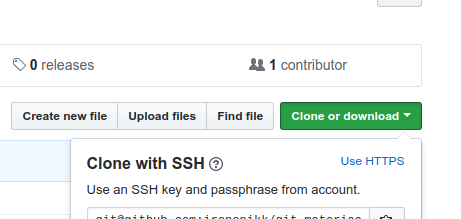 0 releases
1 contributor
Create new file
Upload files
Find file
Clone or download
Clone with SSH
Use HTTPS
Use an SSH key and passphrase from account.